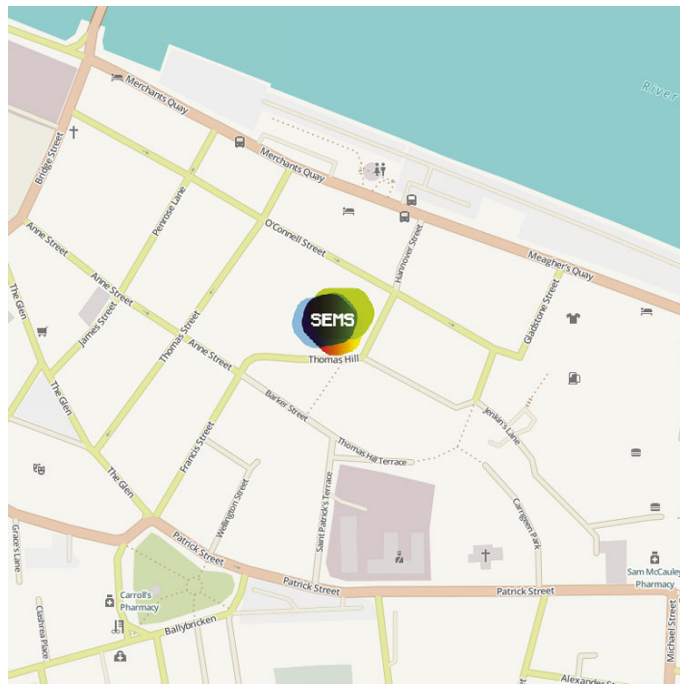 River
Merchants Quay
Merchants Quay
Bridge Street
Penrose Lane
O'Connell Street
Hannover Street
Meagher's Quay
Anne Street
The Glen
Anne Street
James Street
Thomas Street
Anne Street
SEMS
Gladstone Street
Thomas Hill
The Glen
Barker Street
Jenkin's Lane
Francis Street
Thomas Hill Terrace
The Glen
Wellington Street
Saint Patrick's Terrace
Carrigeen Park
Grace's Lane
Patrick Street
Patrick Street
Patrick Street
Sam McCauley
Pharmacy
Carroll's
Pharmacy
Clashrea Place
Ballybricken
Michael Street
Alexander St